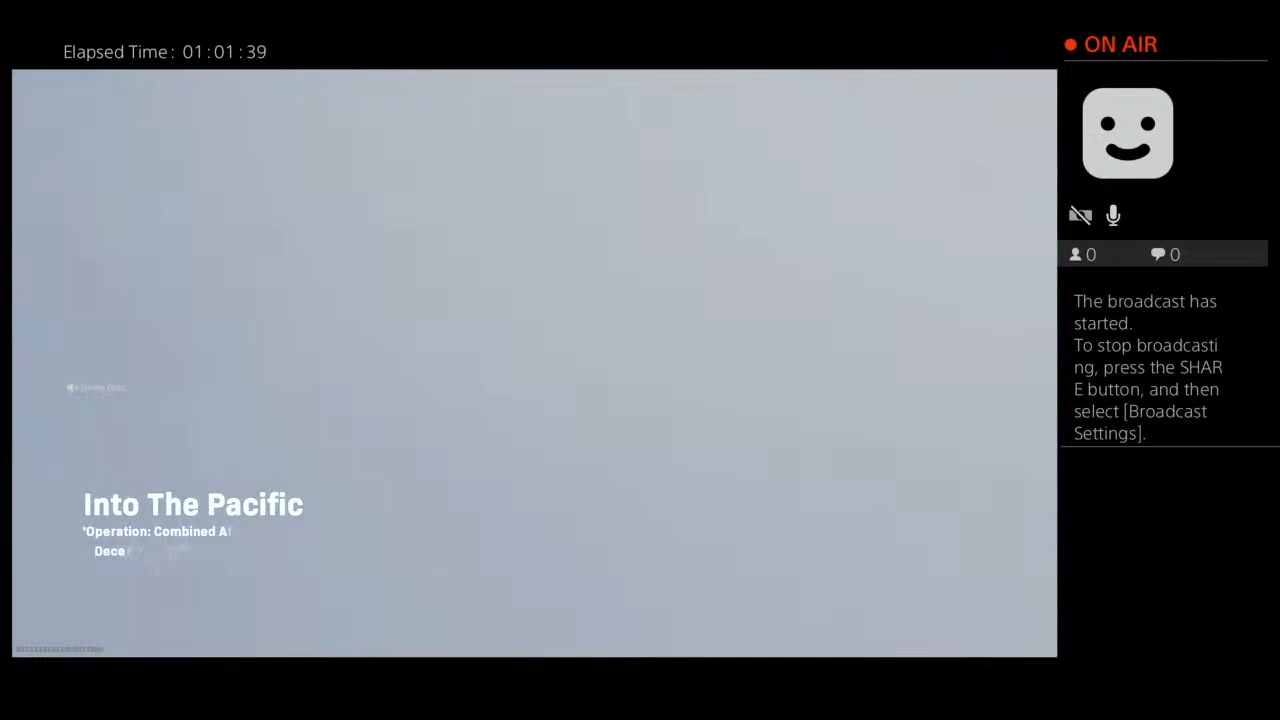 Elapsed Time: 01:01:39
ON AIR
0 0
The broadcast has
started.
To stop broadcasti
ng, press the SHAR
E button, and then
select [Broadcast
Settings].
Into The Pacific
'Operation: Combined A
Dece